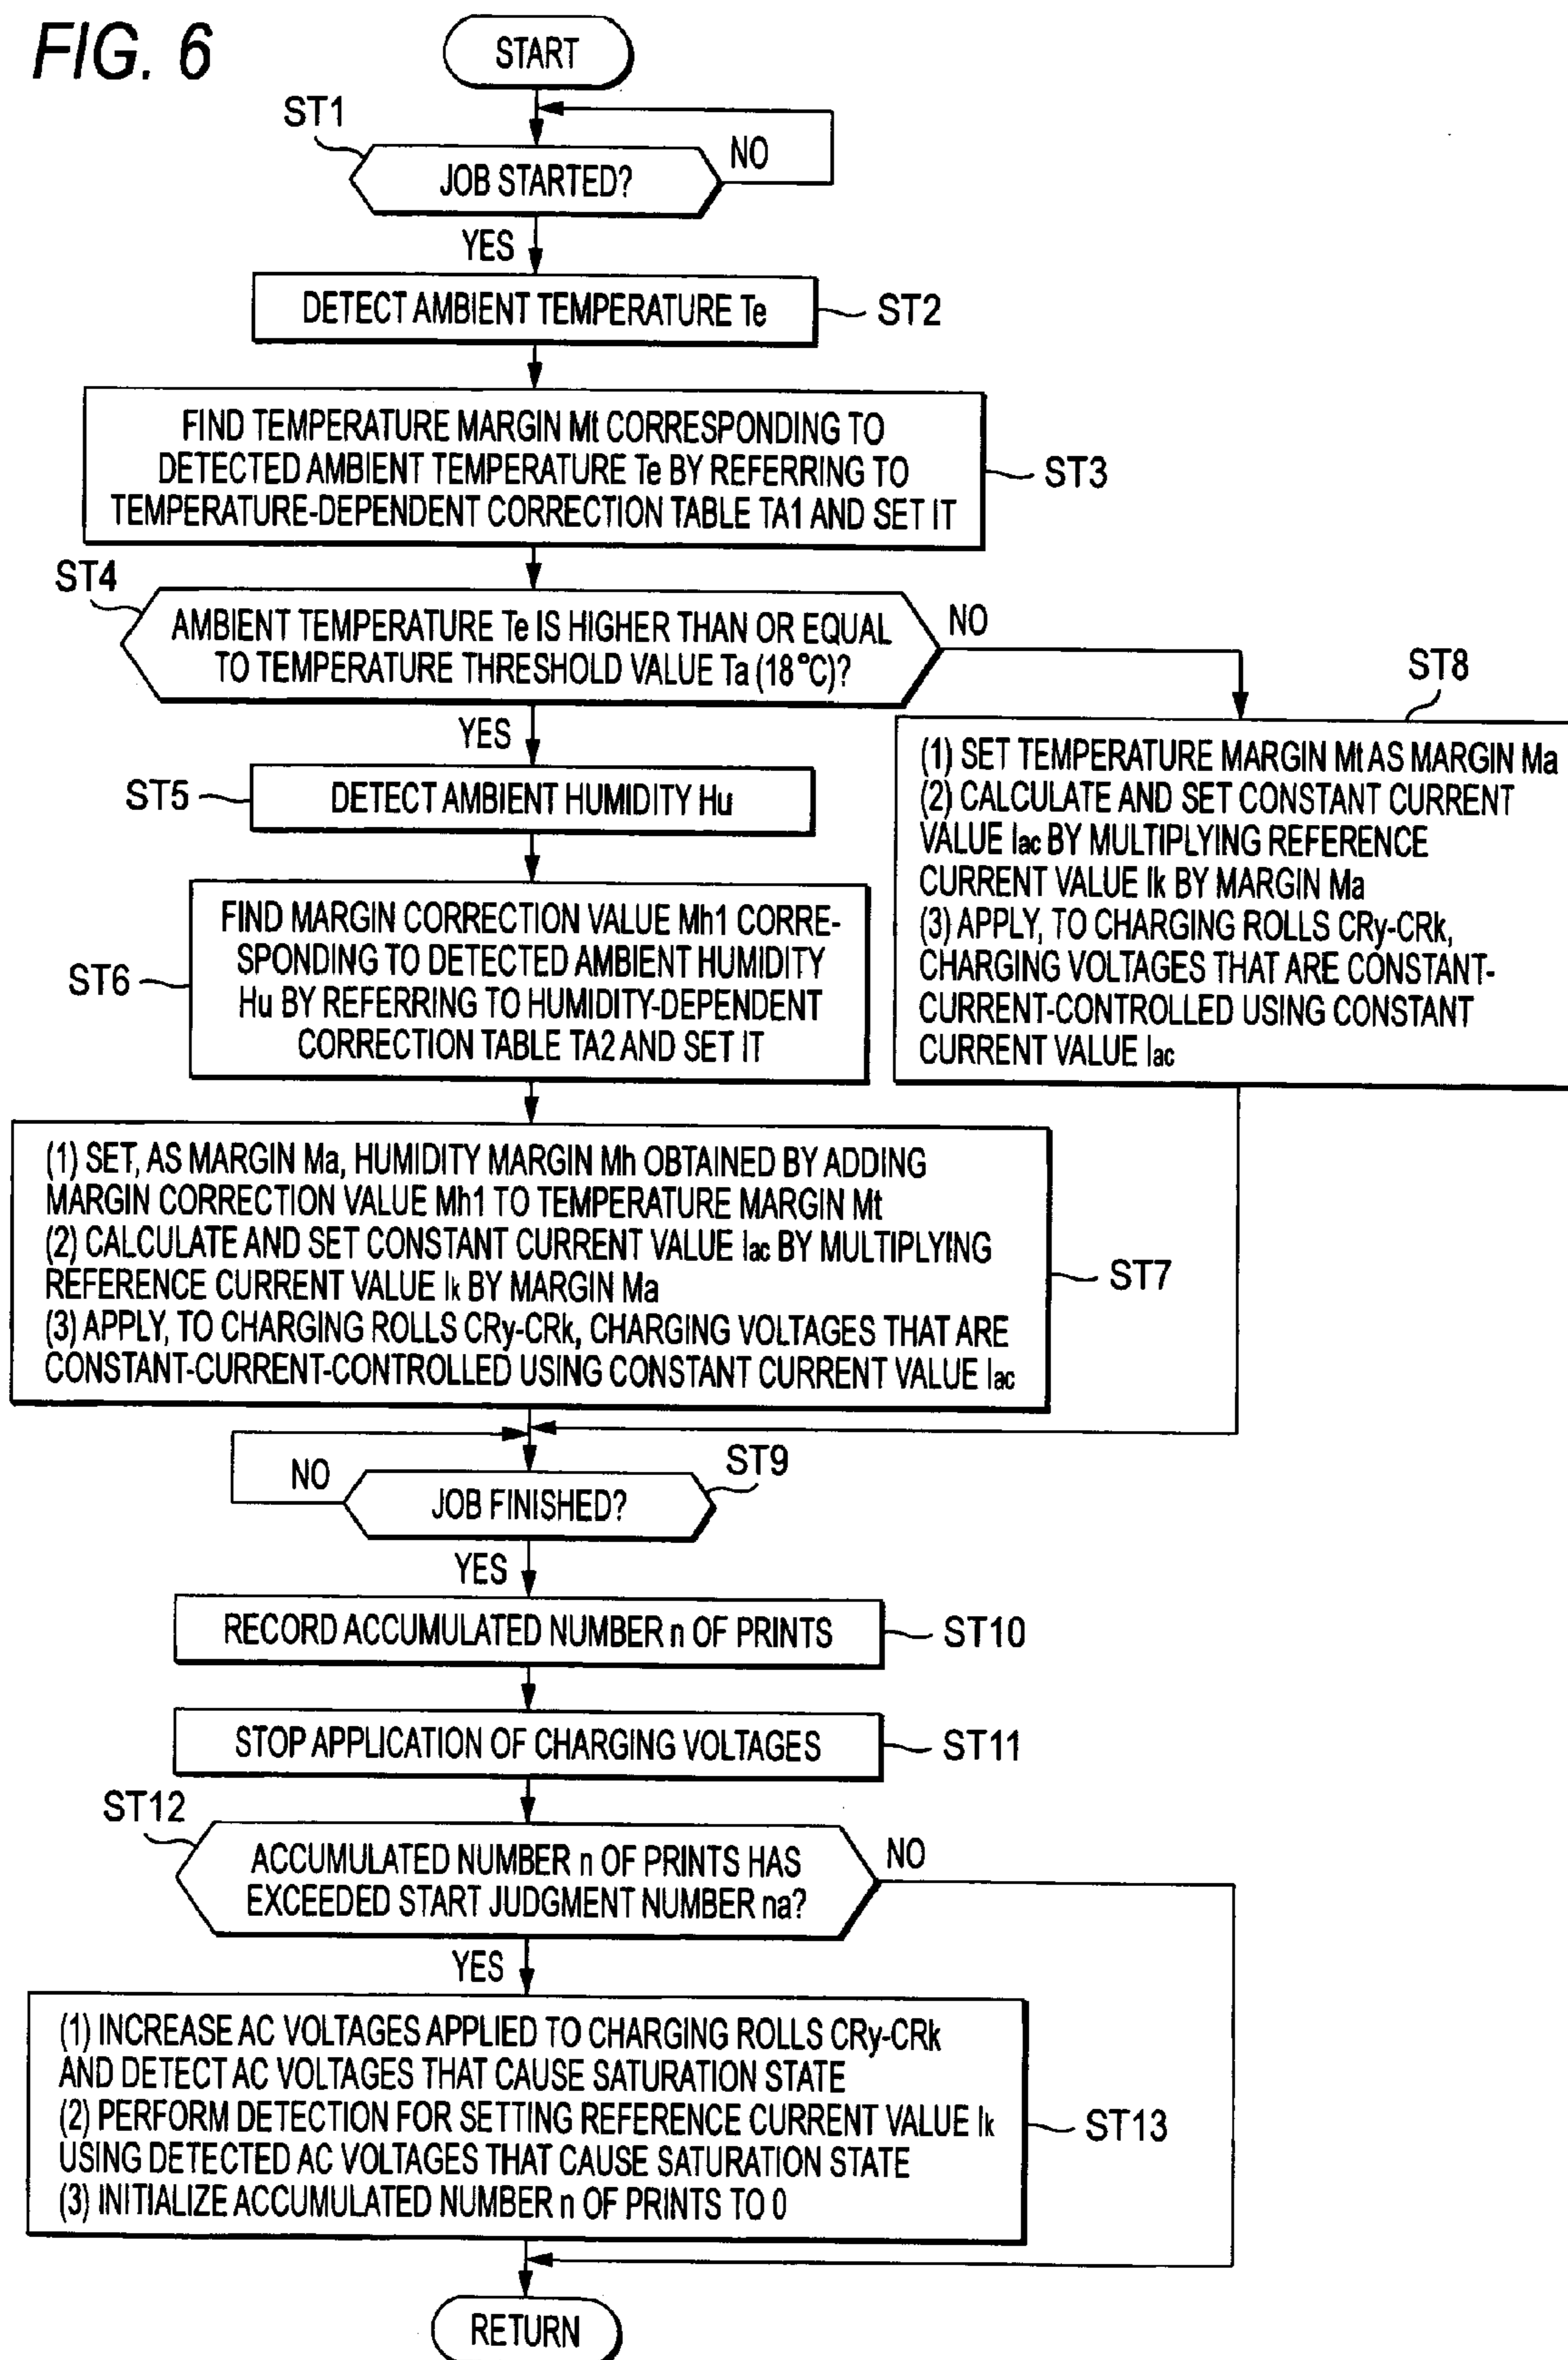 FIG. 6
START
ST1
JOB STARTED?
NO
YES
DETECT AMBIENT TEMPERATURE Te
ST2
FIND TEMPERATURE MARGIN Mt CORRESPONDING TO
DETECTED AMBIENT TEMPERATURE Te BY REFERRING TO
TEMPERATURE-DEPENDENT CORRECTION TABLE TA1 AND SET IT
ST3
ST4
AMBIENT TEMPERATURE Te IS HIGHER THAN OR EQUAL
TO TEMPERATURE THRESHOLD VALUE Ta (18°C)?
NO
YES
ST5
DETECT AMBIENT HUMIDITY Hu
ST8
(1) SET TEMPERATURE MARGIN Mt AS MARGIN Ma
(2) CALCULATE AND SET CONSTANT CURRENT
VALUE Iac BY MULTIPLYING REFERENCE
CURRENT VALUE Ik BY MARGIN Ma
(3) APPLY, TO CHARGING ROLLS CRy-CRk,
CHARGING VOLTAGES THAT ARE CONSTANT-
CURRENT-CONTROLLED USING CONSTANT
CURRENT VALUE Iac
ST6
FIND MARGIN CORRECTION VALUE Mh1 CORRE-
SPONDING TO DETECTED AMBIENT HUMIDITY
Hu BY REFERRING TO HUMIDITY-DEPENDENT
CORRECTION TABLE TA2 AND SET IT
(1) SET, AS MARGIN Ma, HUMIDITY MARGIN Mh OBTAINED BY ADDING
MARGIN CORRECTION VALUE Mh1 TO TEMPERATURE MARGIN Mt
(2) CALCULATE AND SET CONSTANT CURRENT VALUE Iac BY MULTIPLYING
REFERENCE CURRENT VALUE Ik BY MARGIN Ma
(3) APPLY, TO CHARGING ROLLS CRy-CRk, CHARGING VOLTAGES THAT ARE
CONSTANT-CURRENT-CONTROLLED USING CONSTANT CURRENT VALUE Iac
ST7
NO
JOB FINISHED?
ST9
YES
RECORD ACCUMULATED NUMBER n OF PRINTS
ST10
STOP APPLICATION OF CHARGING VOLTAGES
ST11
ST12
ACCUMULATED NUMBER n OF PRINTS HAS
EXCEEDED START JUDGMENT NUMBER na?
NO
YES
(1) INCREASE AC VOLTAGES APPLIED TO CHARGING ROLLS CRy-CRk
AND DETECT AC VOLTAGES THAT CAUSE SATURATION STATE
(2) PERFORM DETECTION FOR SETTING REFERENCE CURRENT VALUE Ik
USING DETECTED AC VOLTAGES THAT CAUSE SATURATION STATE
(3) INITIALIZE ACCUMULATED NUMBER n OF PRINTS TO 0
ST13
RETURN